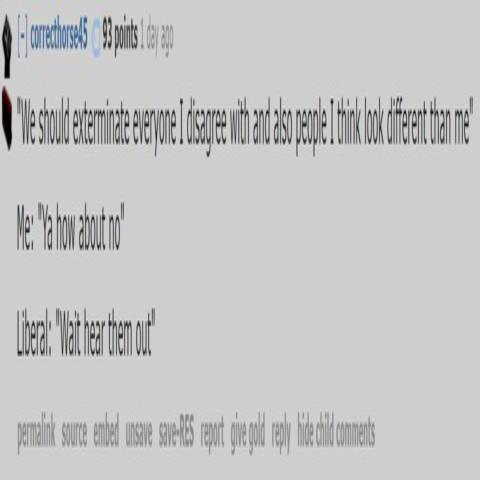 [-] correcthorse45 93 points 1 day ago
"We should exterminate everyone I disagree with and also people I think look different than me"
Me: "Ya how about no"
Liberal: "Wait hear them out"
permalink source embed unsave save-RES report give gold reply hide child comments